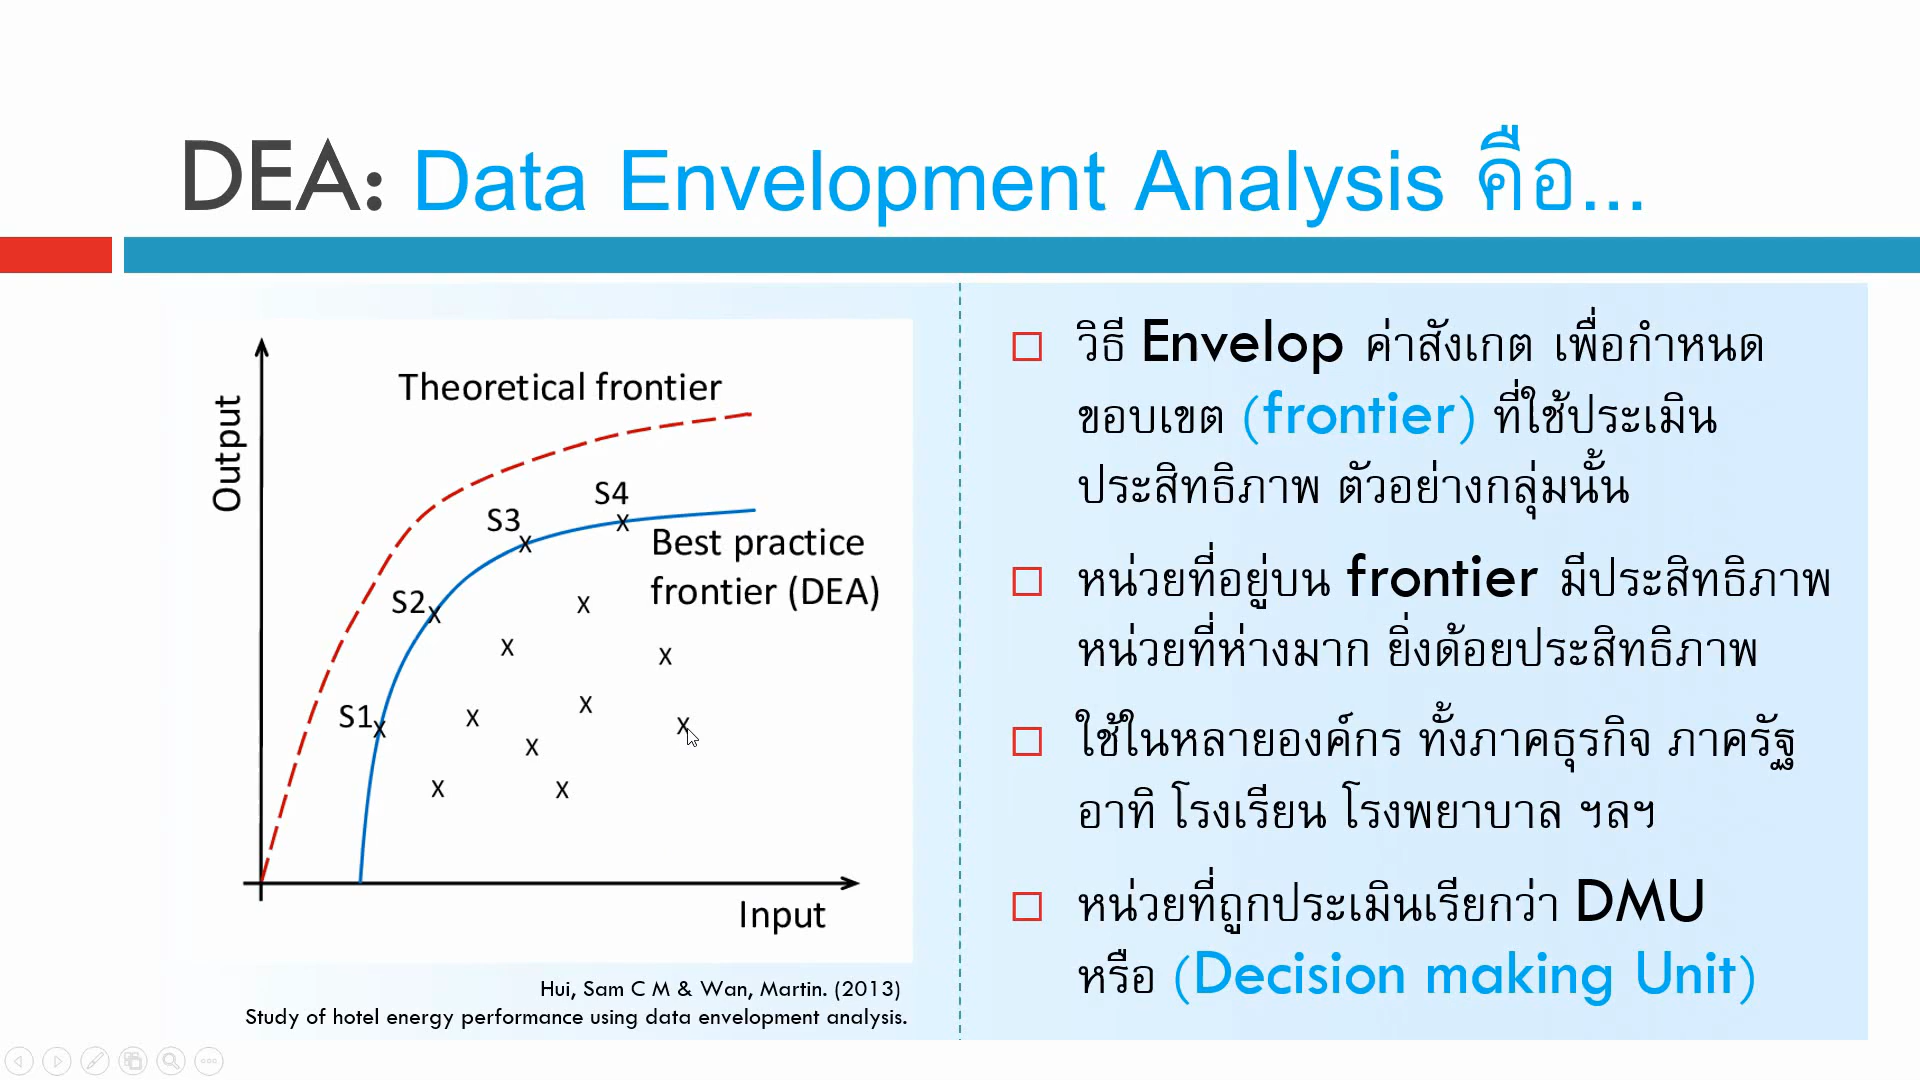 DEA: Data Envelopment Analysis คือ...
Output
Theoretical frontier
S4
S3
Best practice
frontier (DEA)
S2
S1
x
x
x
x
x
x
x
x
x
x
x
x
x
Input
Hui, Sam C M & Wan, Martin. (2013)
Study of hotel energy performance using data envelopment analysis.
วิธี Envelop ค่าสังเกต เพื่อกำหนด
ขอบเขต (frontier) ที่ใช้ประเมิน
ประสิทธิภาพ ตัวอย่างกลุ่มนั้น
หน่วยที่อยู่บน frontier มีประสิทธิภาพ
หน่วยที่ห่างมาก ยิ่งด้อยประสิทธิภาพ
ใช้ในหลายองค์กร ทั้งภาคธุรกิจ ภาครัฐ
อาทิ โรงเรียน โรงพยาบาล ฯลฯ
หน่วยที่ถูกประเมินเรียกว่า DMU
หรือ (Decision making Unit)